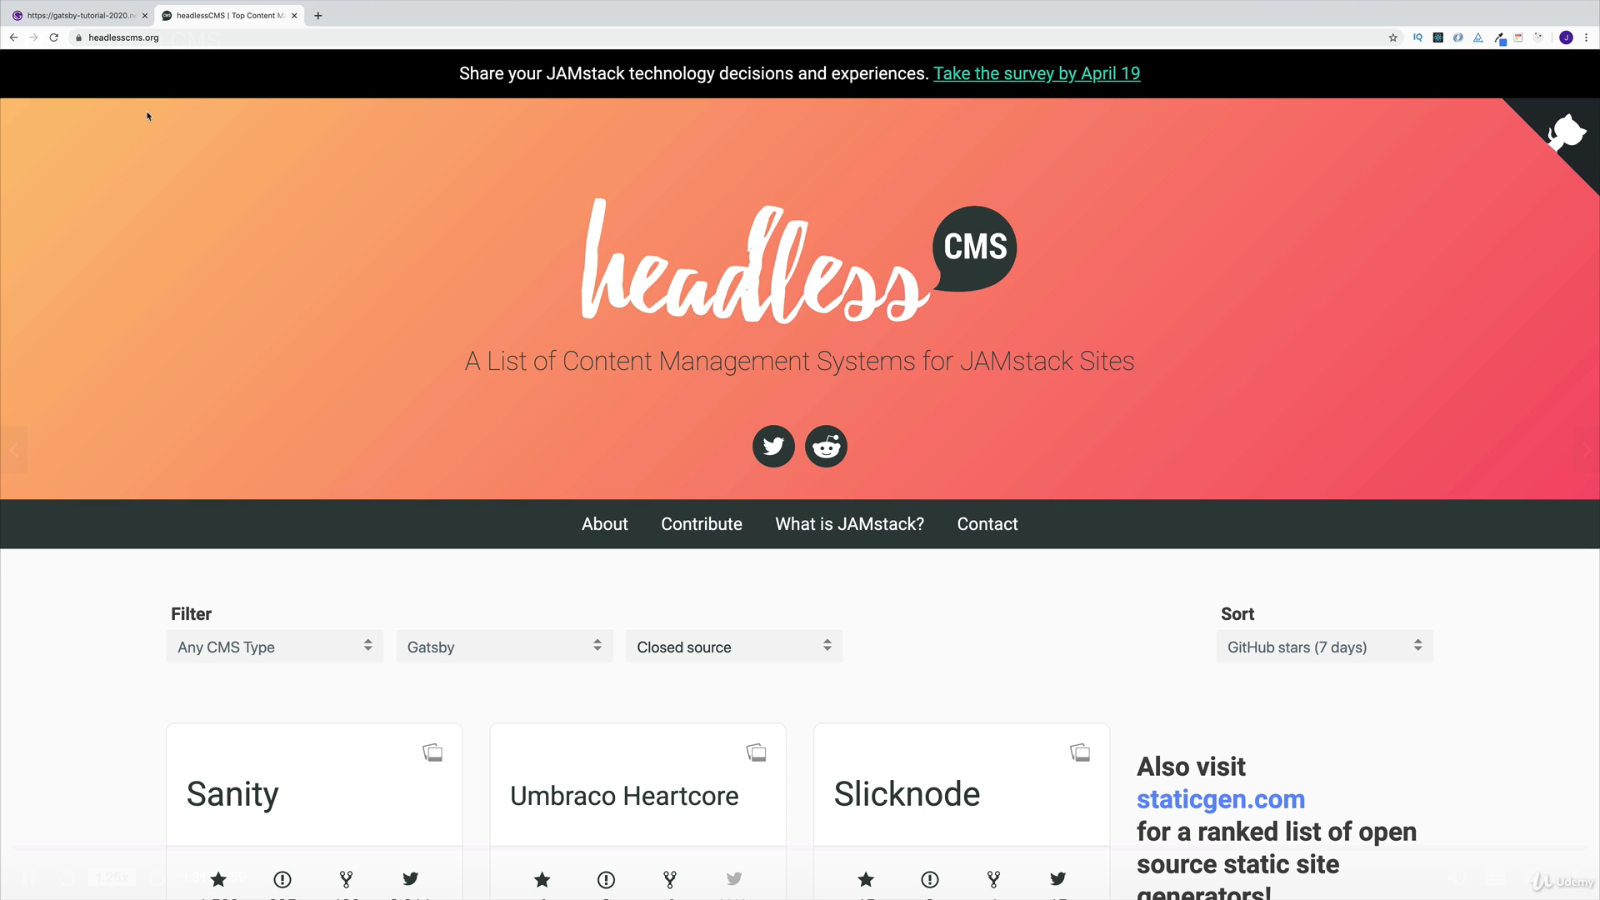 https://gatsby-tutorial-2020.n
headlessCMS | Top Content M
headlesscms.org
Share your JAMstack technology decisions and experiences. Take the survey by April 19
headless CMS
A List of Content Management Systems for JAMstack Sites
About Contribute What is JAMstack? Contact
Filter Sort
Any CMS Type Gatsby Closed source GitHub stars (7 days)
Sanity Umbraco Heartcore Slicknode
Also visit
staticgen.com
for a ranked list of open
source static site
generators!
1.25x
Udemy